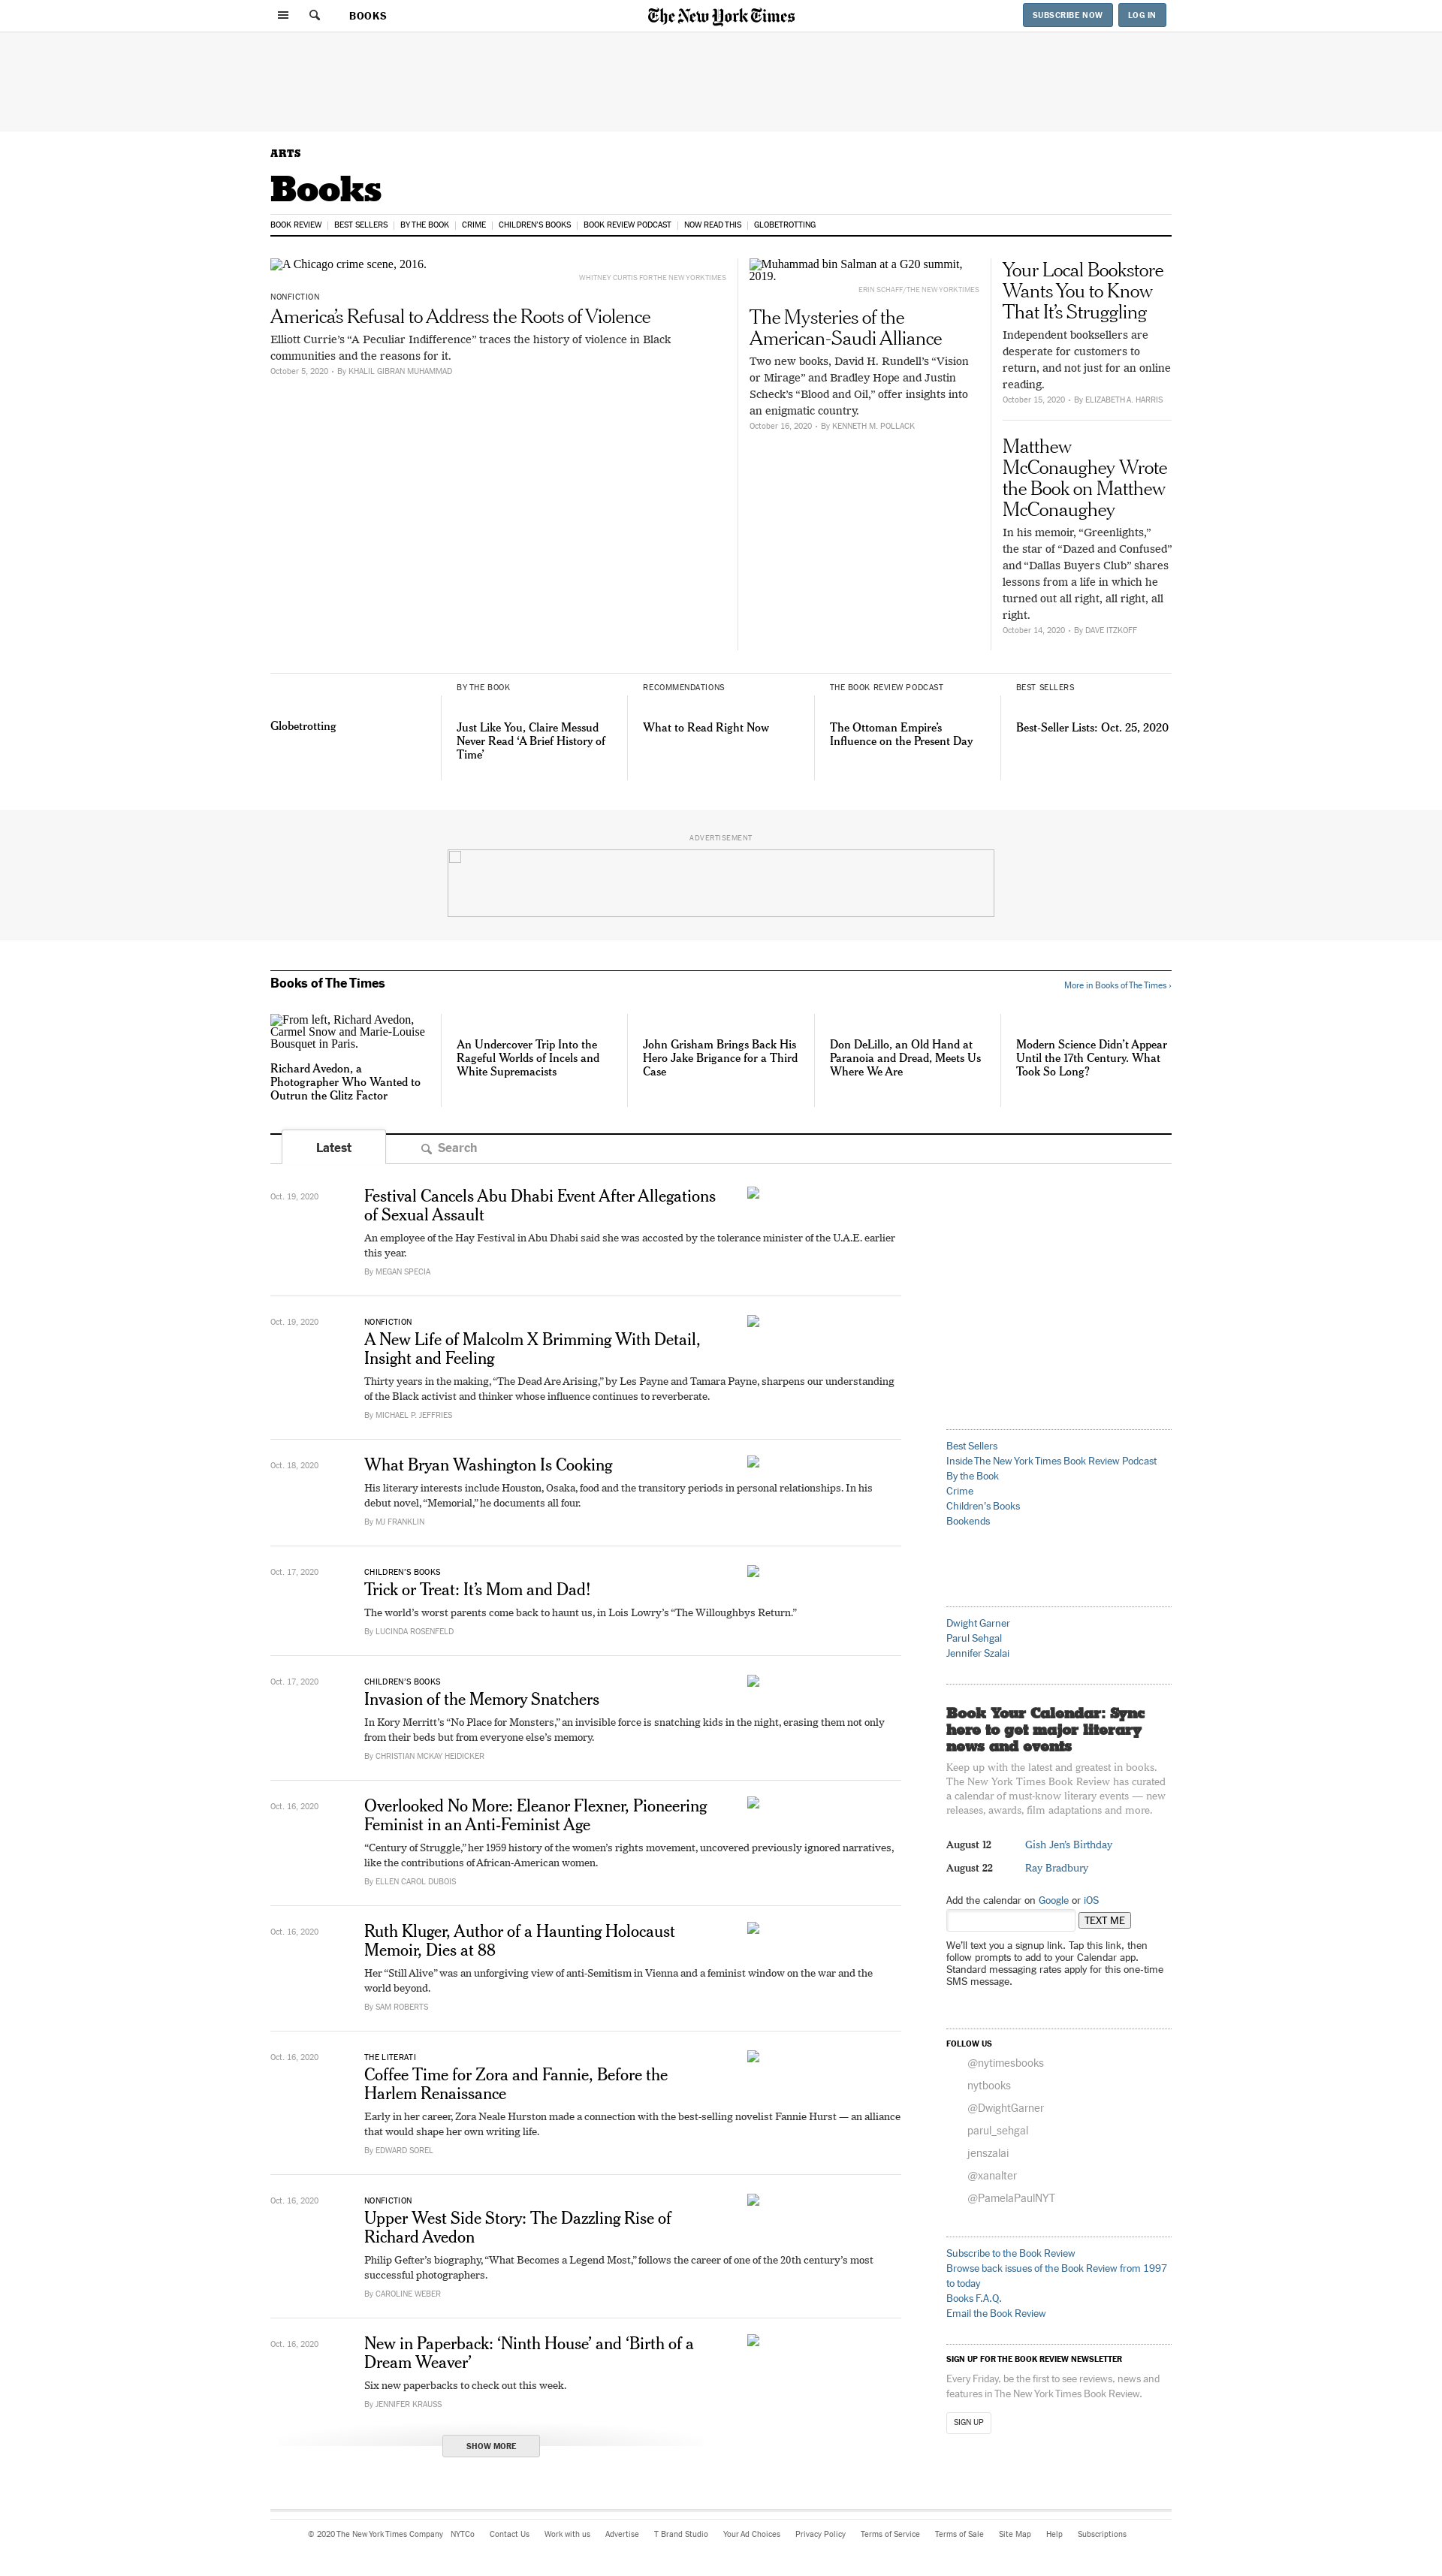 BOOKS
The New York Times
SUBSCRIBE NOW
LOG IN
ARTS
Books
BOOK REVIEW
BEST SELLERS
BY THE BOOK
CRIME
CHILDREN'S BOOKS
BOOK REVIEW PODCAST
NOW READ THIS
GLOBETROTTING
A Chicago crime scene, 2016.
WHITNEY CURTIS FOR THE NEW YORK TIMES
NONFICTION
America's Refusal to Address the Roots of Violence
Elliott Currie's “A Peculiar Indifference” traces the history of violence in Black
communities and the reasons for it.
October 5, 2020 • By KHALIL GIBRAN MUHAMMAD
Muhammad bin Salman at a G20 summit,
2019.
ERIN SCHAFF/THE NEW YORK TIMES
The Mysteries of the
American-Saudi Alliance
Two new books, David H. Rundell's “Vision
or Mirage” and Bradley Hope and Justin
Scheck's “Blood and Oil,” offer insights into
an enigmatic country.
October 16, 2020 • By KENNETH M. POLLACK
Your Local Bookstore
Wants You to Know
That It's Struggling
Independent booksellers are
desperate for customers to
return, and not just for an online
reading.
October 15, 2020 • By ELIZABETH A. HARRIS
Matthew
McConaughey Wrote
the Book on Matthew
McConaughey
In his memoir, “Greenlights,”
the star of “Dazed and Confused”
and “Dallas Buyers Club” shares
lessons from a life in which he
turned out all right, all right, all
right.
October 14, 2020 • By DAVE ITZKOFF
Globetrotting
BY THE BOOK
Just Like You, Claire Messud
Never Read ‘A Brief History of
Time’
RECOMMENDATIONS
What to Read Right Now
THE BOOK REVIEW PODCAST
The Ottoman Empire's
Influence on the Present Day
BEST SELLERS
Best-Seller Lists: Oct. 25, 2020
ADVERTISEMENT
Books of The Times
More in Books of The Times ›
From left, Richard Avedon,
Carmel Snow and Marie-Louise
Bousquet in Paris.
Richard Avedon, a
Photographer Who Wanted to
Outrun the Glitz Factor
An Undercover Trip Into the
Rageful Worlds of Incels and
White Supremacists
John Grisham Brings Back His
Hero Jake Brigance for a Third
Case
Don DeLillo, an Old Hand at
Paranoia and Dread, Meets Us
Where We Are
Modern Science Didn't Appear
Until the 17th Century. What
Took So Long?
Latest
Search
Oct. 19, 2020
Festival Cancels Abu Dhabi Event After Allegations
of Sexual Assault
An employee of the Hay Festival in Abu Dhabi said she was accosted by the tolerance minister of the U.A.E. earlier
this year.
By MEGAN SPECIA
Oct. 19, 2020
NONFICTION
A New Life of Malcolm X Brimming With Detail,
Insight and Feeling
Thirty years in the making, “The Dead Are Arising,” by Les Payne and Tamara Payne, sharpens our understanding
of the Black activist and thinker whose influence continues to reverberate.
By MICHAEL P. JEFFRIES
Oct. 18, 2020
What Bryan Washington Is Cooking
His literary interests include Houston, Osaka, food and the transitory periods in personal relationships. In his
debut novel, “Memorial,” he documents all four.
By MJ FRANKLIN
Oct. 17, 2020
CHILDREN'S BOOKS
Trick or Treat: It's Mom and Dad!
The world's worst parents come back to haunt us, in Lois Lowry's “The Willoughbys Return.”
By LUCINDA ROSENFELD
Oct. 17, 2020
CHILDREN'S BOOKS
Invasion of the Memory Snatchers
In Kory Merritt's “No Place for Monsters,” an invisible force is snatching kids in the night, erasing them not only
from their beds but from everyone else's memory.
By CHRISTIAN MCKAY HEIDICKER
Oct. 16, 2020
Overlooked No More: Eleanor Flexner, Pioneering
Feminist in an Anti-Feminist Age
“Century of Struggle,” her 1959 history of the women's rights movement, uncovered previously ignored narratives,
like the contributions of African-American women.
By ELLEN CAROL DUBOIS
Oct. 16, 2020
Ruth Kluger, Author of a Haunting Holocaust
Memoir, Dies at 88
Her “Still Alive” was an unforgiving view of anti-Semitism in Vienna and a feminist window on the war and the
world beyond.
By SAM ROBERTS
Oct. 16, 2020
THE LITERATI
Coffee Time for Zora and Fannie, Before the
Harlem Renaissance
Early in her career, Zora Neale Hurston made a connection with the best-selling novelist Fannie Hurst — an alliance
that would shape her own writing life.
By EDWARD SOREL
Oct. 16, 2020
NONFICTION
Upper West Side Story: The Dazzling Rise of
Richard Avedon
Philip Gefter's biography, “What Becomes a Legend Most,” follows the career of one of the 20th century's most
successful photographers.
By CAROLINE WEBER
Oct. 16, 2020
New in Paperback: ‘Ninth House’ and ‘Birth of a
Dream Weaver’
Six new paperbacks to check out this week.
By JENNIFER KRAUSS
SHOW MORE
Best Sellers
Inside The New York Times Book Review Podcast
By the Book
Crime
Children's Books
Bookends
Dwight Garner
Parul Sehgal
Jennifer Szalai
Book Your Calendar: Sync
here to get major literary
news and events
Keep up with the latest and greatest in books.
The New York Times Book Review has curated
a calendar of must-know literary events — new
releases, awards, film adaptations and more.
August 12 Gish Jen's Birthday
August 22 Ray Bradbury
Add the calendar on Google or iOS
TEXT ME
We'll text you a signup link. Tap this link, then
follow prompts to add to your Calendar app.
Standard messaging rates apply for this one-time
SMS message.
FOLLOW US
@nytimesbooks
nytbooks
@DwightGarner
parul_sehgal
jenszalai
@xanalter
@PamelaPaulNYT
Subscribe to the Book Review
Browse back issues of the Book Review from 1997
to today
Books F.A.Q.
Email the Book Review
SIGN UP FOR THE BOOK REVIEW NEWSLETTER
Every Friday, be the first to see reviews, news and
features in The New York Times Book Review.
SIGN UP
© 2020 The New York Times Company NYTCo Contact Us Work with us Advertise T Brand Studio Your Ad Choices Privacy Policy Terms of Service Terms of Sale Site Map Help Subscriptions